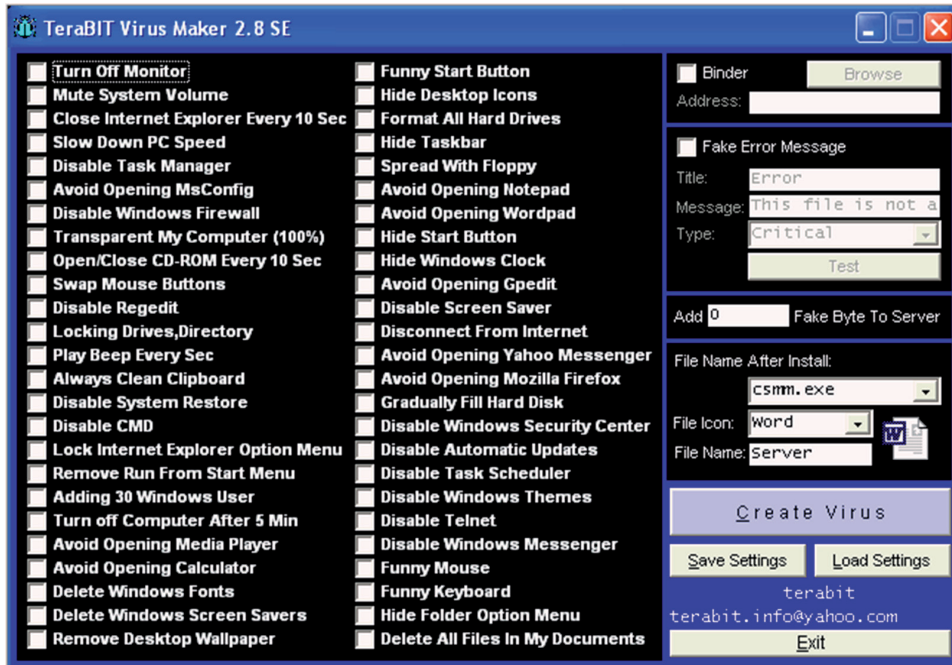 TeraBIT Virus Maker 2.8 SE
Turn Off Monitor
Mute System Volume
Close Internet Explorer Every 10 Sec
Slow Down PC Speed
Disable Task Manager
Avoid Opening MsConfig
Disable Windows Firewall
Transparent My Computer (100%)
Open/Close CD-ROM Every 10 Sec
Swap Mouse Buttons
Disable Regedit
Locking Drives,Directory
Play Beep Every Sec
Always Clean Clipboard
Disable System Restore
Disable CMD
Lock Internet Explorer Option Menu
Remove Run From Start Menu
Adding 30 Windows User
Turn off Computer After 5 Min
Avoid Opening Media Player
Avoid Opening Calculator
Delete Windows Fonts
Delete Windows Screen Savers
Remove Desktop Wallpaper
Funny Start Button
Hide Desktop Icons
Format All Hard Drives
Hide Taskbar
Spread With Floppy
Avoid Opening Notepad
Avoid Opening Wordpad
Hide Start Button
Hide Windows Clock
Avoid Opening Gpedit
Disable Screen Saver
Disconnect From Internet
Avoid Opening Yahoo Messenger
Avoid Opening Mozilla Firefox
Gradually Fill Hard Disk
Disable Windows Security Center
Disable Automatic Updates
Disable Task Scheduler
Disable Windows Themes
Disable Telnet
Disable Windows Messenger
Funny Mouse
Funny Keyboard
Hide Folder Option Menu
Delete All Files In My Documents
Binder Browse
Address:
Fake Error Message
Title: Error
Message: This file is not a
Type: Critical
Test
Add 0 Fake Byte To Server
File Name After Install:
csmm.exe
File Icon: Word
W
File Name: Server
Create Virus
Save Settings Load Settings
terabit
terabit.info@yahoo.com
Exit